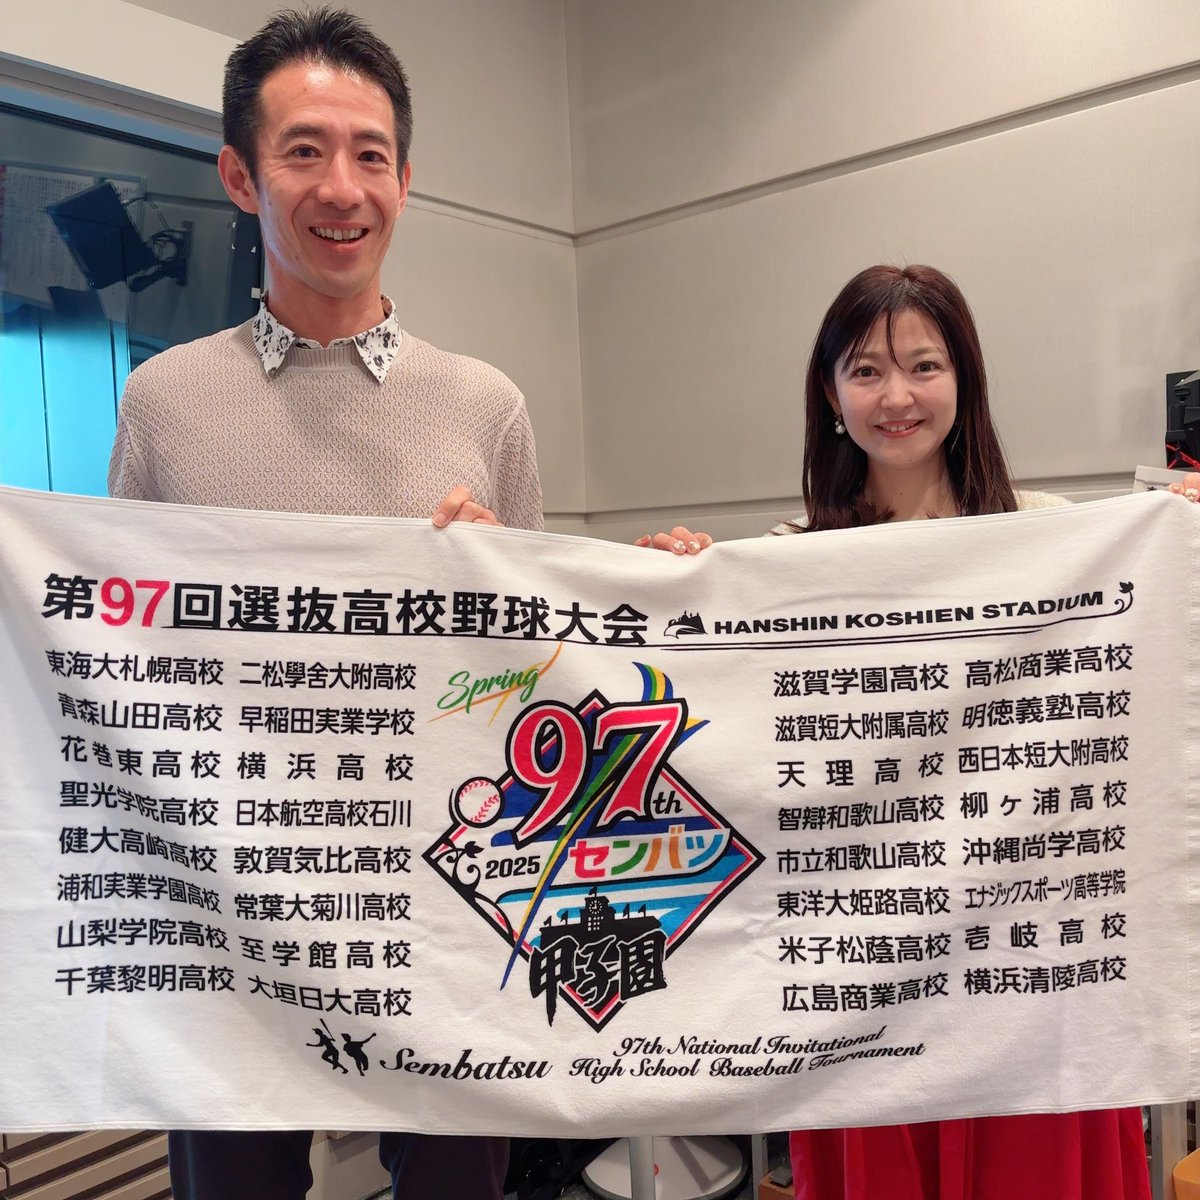 第97回選抜高校野球大会
HANSHIN KOSHIEN STADIUM
東海大札幌高校 二松學舍大附高校
青森山田高校 早稲田実業学校
花巻東高校 横浜高校
聖光学院高校 日本航空高校石川
健大高崎高校 敦賀気比高校
浦和実業学園高校 常葉大菊川高校
山梨学院高校 至学館高校
千葉黎明高校 大垣日大高校
Spring
97th
2025 センバツ
甲子園
滋賀学園高校 高松商業高校
滋賀短大附属高校 明徳義塾高校
天理高校 西日本短大附高校
智辯和歌山高校 柳ヶ浦高校
市立和歌山高校 沖縄尚学高校
東洋大姫路高校 エナジックスポーツ高等学院
米子松蔭高校 壱岐高校
広島商業高校 横浜清陵高校
Sembatsu
97th National Invitational
High School Baseball Tournament